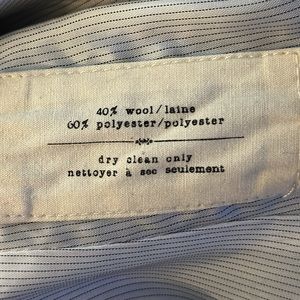 40% wool/laine
60% polyester/polyester
dry clean only
nettoyer à sec seulement